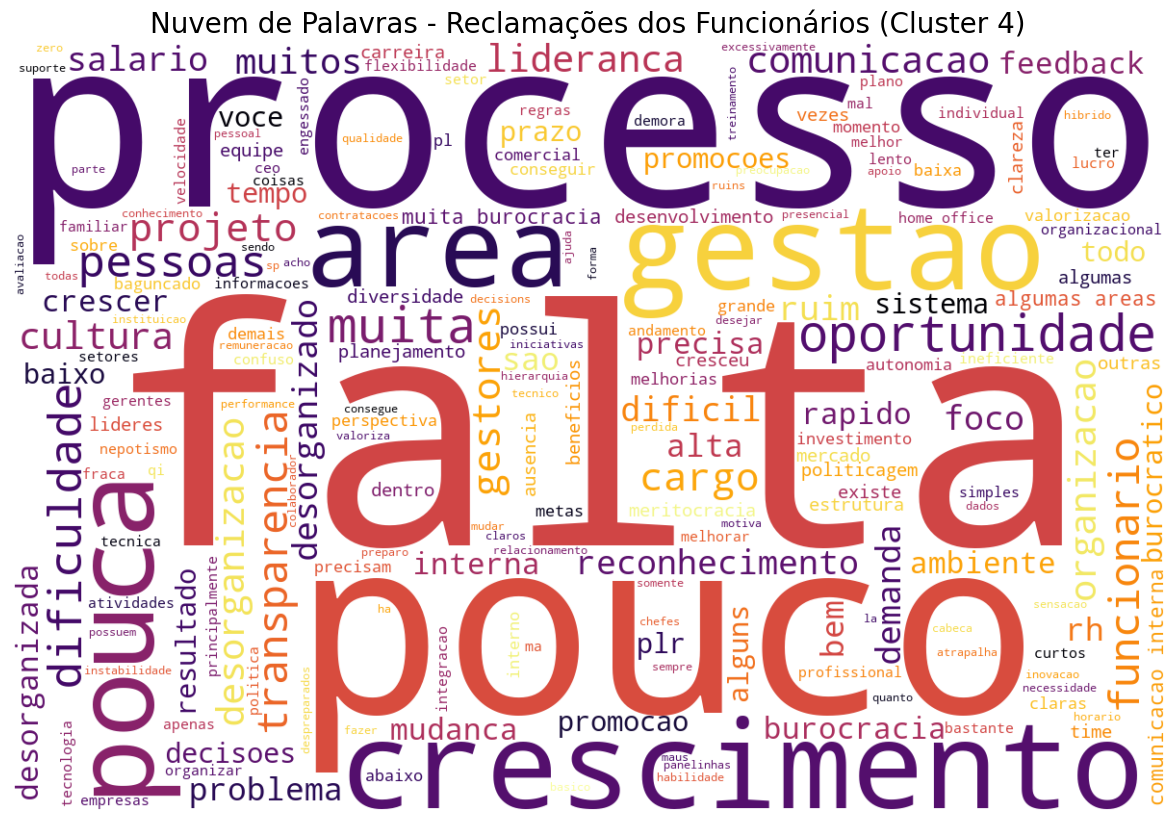 Nuvem de Palavras - Reclamações dos Funcionários (Cluster 4)
processo
falta
pouco
crescimento
gestao
area
pouca
oportunidade
zero
suporte
salario
muitos
carreira
flexibilidade
setor
lideranca
excessivamente
comunicacao
plano
feedback
voce
pessoal
equipe
ceo
coisas
engessado
qualidade
pl
regras
prazo
comercial
conseguir
demora
promocoes
treinamento
preocupacao
ruins
vezes
mal
momento
melhor
lento
apoio
baixa
individual
clareza
hibrido
ter
lucro
parte
velocidade
tempo
conhecimento
familiar
projeto
sobre
sendo
sp
acho
contratacoes
muita burocracia
ajuda
forma
desenvolvimento
presencial
home office
valorizacao
organizacional
todo
algumas
avaliacao
todas
pessoas
baguncado
informacoes
crescer
instituicao
cultura
setores
baixo
demais
remuneracao
confuso
diversidade
decisions
muita
planejamento
possui
iniciativas
sao
hierarquia
tecnico
gestores
grande
desejar
andamento
precisa
cresceu
melhorias
ruim
sistema
algumas areas
autonomia
ineficiente
outras
gerentes
lideres
nepotismo
fraca
qi
dificuldade
performance
desorganizado
desorganizacao
transparencia
colaborador
consegue
perspectiva
valoriza
ausencia
beneficios
dificil
perdida
alta
cargo
rapido
investimento
mercado
politicagem
existe
estrutura
meritocracia
foco
simples
dados
organizacao
funcionario
burocratico
comunicacao interna
dentro
metas
mudar
claros
motiva
relacionamento
melhorar
tecnica
preparo
precisam
interna
reconhecimento
ambiente
demanda
desorganizada
atividades
possuem
instabilidade
resultado
principalmente
politica
ha
integracao
interno
ma
somente
chefes
plr
sempre
alguns
bem
la
profissional
quanto
cabeca
atrapalha
sensacao
rh
curtos
inovacao
necessidade
claras
horario
time
tecnologia
apenas
decisoes
organizar
empresas
problema
despreparados
fazer
mudanca
abaixo
promocao
basico
maus
panelinhas
habilidade
burocracia
bastante